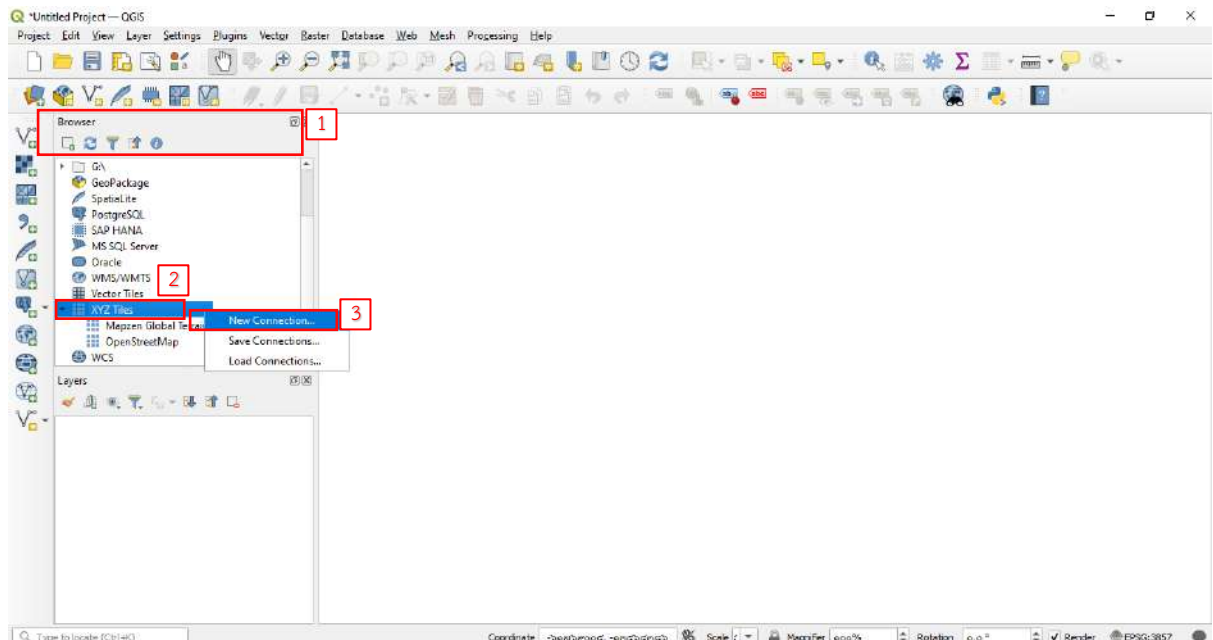 *Untitled Project — QGIS
Project Edit View Layer Settings Plugins Vector Raster Database Web Mesh Processing Help
Browser
1
G:\
GeoPackage
SpatiaLite
PostgreSQL
SAP HANA
MS SQL Server
Oracle
WMS/WMTS
2
Vector Tiles
XYZ Tiles
New Connection...
3
Mapzen Global Terrain
Save Connections...
OpenStreetMap
WCS
Load Connections...
Layers
Type to locate (Ctrl+K)
Coordinate
Scale
Magnifier
Rotation
Render
EPSG:3857